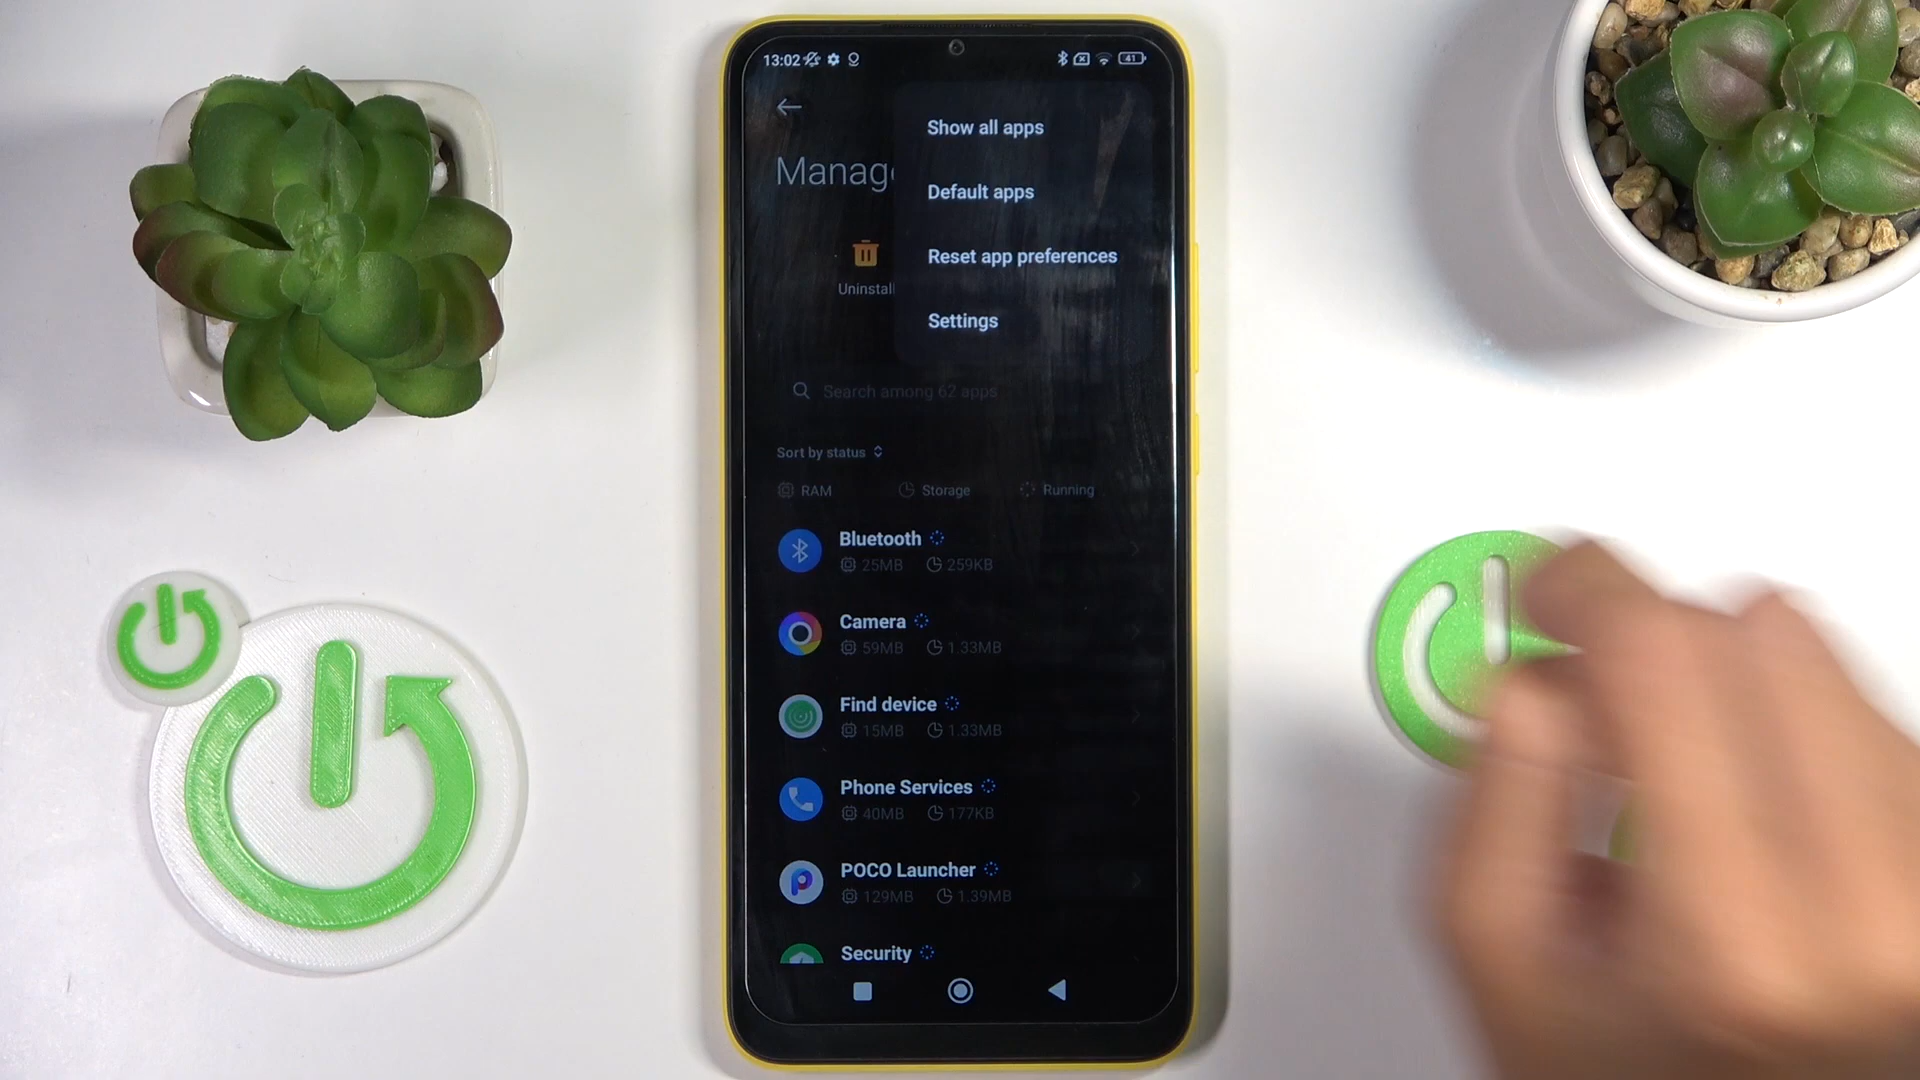 13:02
41
Show all apps
Manag
Default apps
Reset app preferences
Uninstall
Settings
Search among 62 apps
Sort by status
RAM Storage Running
Bluetooth
25MB 259KB
Camera
59MB 1.33MB
Find device
15MB 1.33MB
Phone Services
40MB 177KB
POCO Launcher
129MB 1.39MB
Security